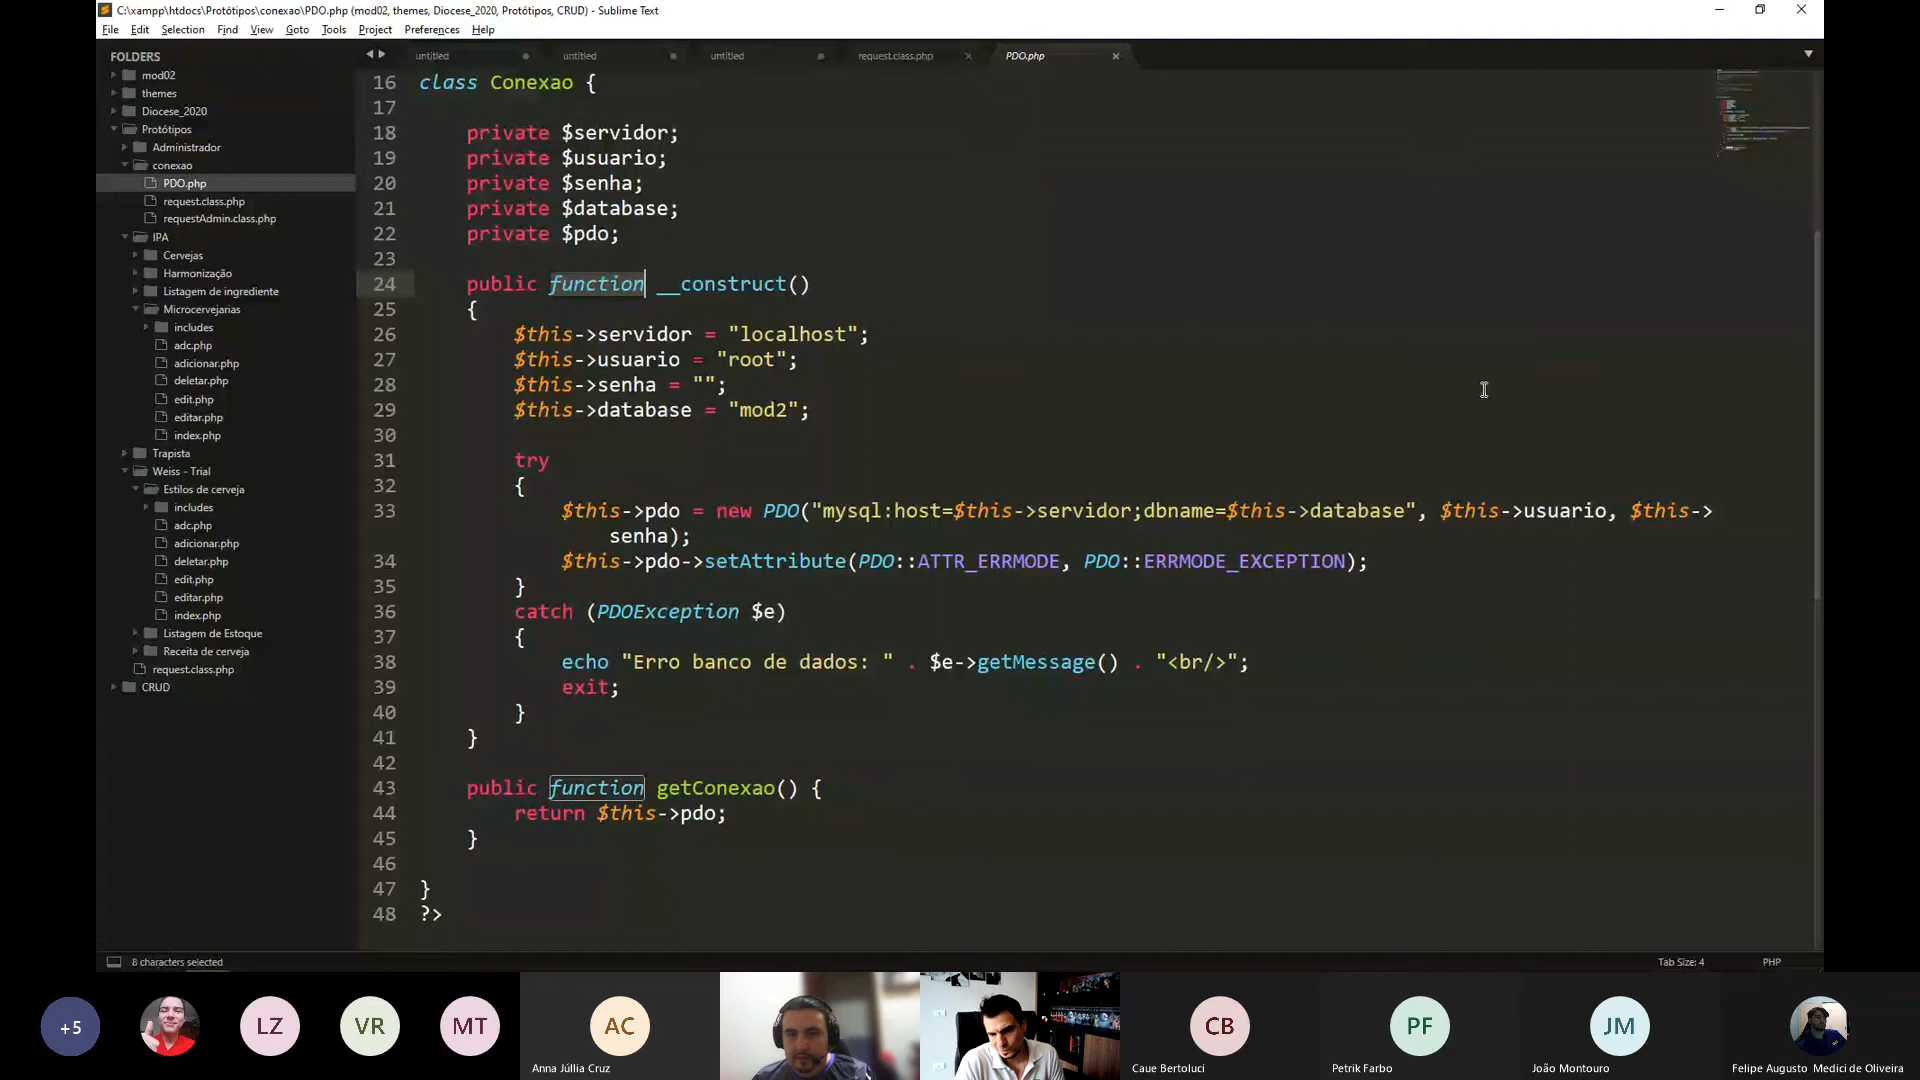 C:\xampp\htdocs\Protótipos\conexao\PDO.php (mod02, themes, Diocese_2020, Protótipos, CRUD) - Sublime Text
File Edit Selection Find View Goto Tools Project Preferences Help
FOLDERS
mod02
themes
Diocese_2020
Protótipos
Administrador
conexao
PDO.php
request.class.php
requestAdmin.class.php
IPA
Cervejas
Harmonização
Listagem de ingrediente
Microcervejarias
includes
adc.php
adicionar.php
deletar.php
edit.php
editar.php
index.php
Trapista
Weiss - Trial
Estilos de cerveja
includes
adc.php
adicionar.php
deletar.php
edit.php
editar.php
index.php
Listagem de Estoque
Receita de cerveja
request.class.php
CRUD
untitled untitled untitled request.class.php PDO.php
16 class Conexao {
17
18 private $servidor;
19 private $usuario;
20 private $senha;
21 private $database;
22 private $pdo;
23
24 public function __construct()
25 {
26 $this->servidor = "localhost";
27 $this->usuario = "root";
28 $this->senha = "";
29 $this->database = "mod2";
30
31 try
32 {
33 $this->pdo = new PDO("mysql:host=$this->servidor;dbname=$this->database", $this->usuario, $this->
senha);
34 $this->pdo->setAttribute(PDO::ATTR_ERRMODE, PDO::ERRMODE_EXCEPTION);
35 }
36 catch (PDOException $e)
37 {
38 echo "Erro banco de dados: " . $e->getMessage() . "<br/>";
39 exit;
40 }
41 }
42
43 public function getConexao() {
44 return $this->pdo;
45 }
46
47 }
48 ?>
8 characters selected Tab Size: 4 PHP
+5 LZ VR MT AC CB PF JM
Anna Júllia Cruz Caue Bertoluci Petrik Farbo João Montouro Felipe Augusto Medici de Oliveira